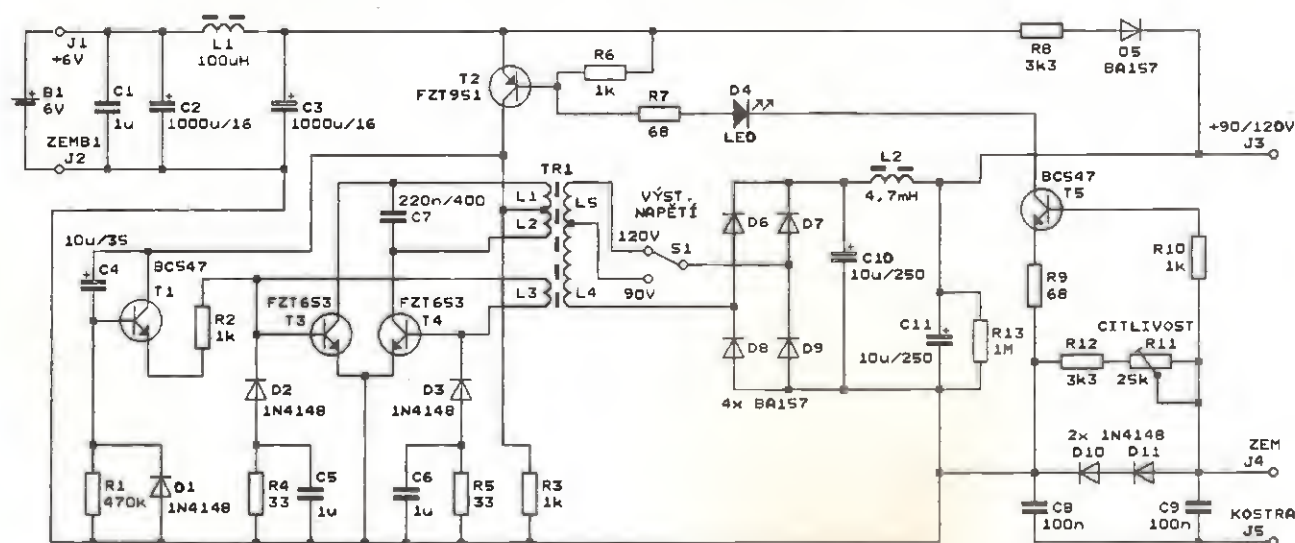 J1
+6V
L1
100uH
B1
6V
C1
1u
C2
1000u/16
C3
1000u/16
ZEMB1
J2
T2
FZT951
R6
1k
R7
68
D4
LED
R8
3k3
D5
BA157
+90/120V
J3
10u/35
C4
BC547
T1
R2
1k
220n/400
C7
TR1
L1
L2
L3
L5
L4
VÝST.
NAPĚTÍ
120V
S1
90V
FZT653
T3
FZT653
T4
D6
D7
D8
D9
4x BA157
C10
10u/250
L2
4,7mH
C11
10u/250
R13
1M
BC547
T5
R9
68
R10
1k
CITLIVOST
R12
3k3
R11
25k
2x 1N4148
D10
D11
ZEM
J4
C8
100n
C9
100n
KOSTRA
J5
R1
470k
D1
1N4148
D2
1N4148
R4
33
C5
1u
D3
1N4148
C6
1u
R5
33
R3
1k